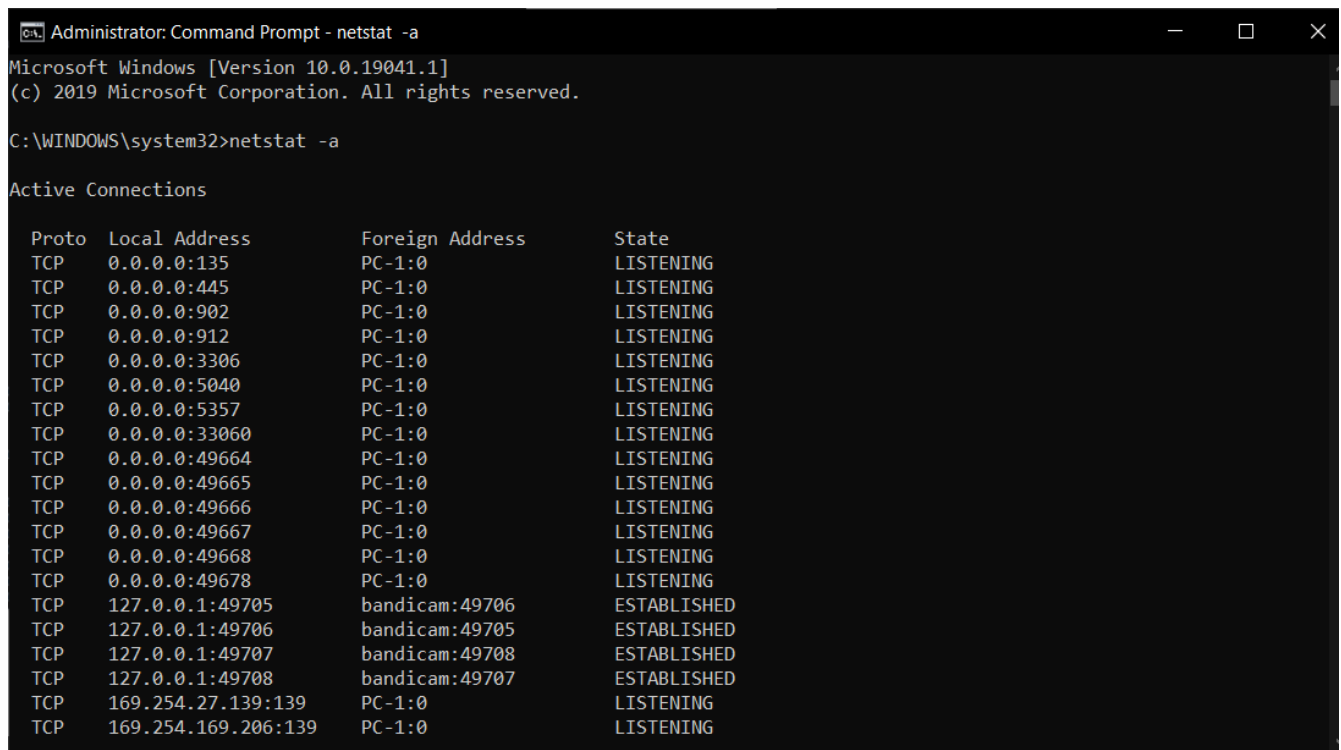 Administrator: Command Prompt - netstat -a
Microsoft Windows [Version 10.0.19041.1]
(c) 2019 Microsoft Corporation. All rights reserved.
C:\WINDOWS\system32>netstat -a
Active Connections
Proto Local Address Foreign Address State
TCP 0.0.0.0:135 PC-1:0 LISTENING
TCP 0.0.0.0:445 PC-1:0 LISTENING
TCP 0.0.0.0:902 PC-1:0 LISTENING
TCP 0.0.0.0:912 PC-1:0 LISTENING
TCP 0.0.0.0:3306 PC-1:0 LISTENING
TCP 0.0.0.0:5040 PC-1:0 LISTENING
TCP 0.0.0.0:5357 PC-1:0 LISTENING
TCP 0.0.0.0:33060 PC-1:0 LISTENING
TCP 0.0.0.0:49664 PC-1:0 LISTENING
TCP 0.0.0.0:49665 PC-1:0 LISTENING
TCP 0.0.0.0:49666 PC-1:0 LISTENING
TCP 0.0.0.0:49667 PC-1:0 LISTENING
TCP 0.0.0.0:49668 PC-1:0 LISTENING
TCP 0.0.0.0:49678 PC-1:0 LISTENING
TCP 127.0.0.1:49705 bandicam:49706 ESTABLISHED
TCP 127.0.0.1:49706 bandicam:49705 ESTABLISHED
TCP 127.0.0.1:49707 bandicam:49708 ESTABLISHED
TCP 127.0.0.1:49708 bandicam:49707 ESTABLISHED
TCP 169.254.27.139:139 PC-1:0 LISTENING
TCP 169.254.169.206:139 PC-1:0 LISTENING